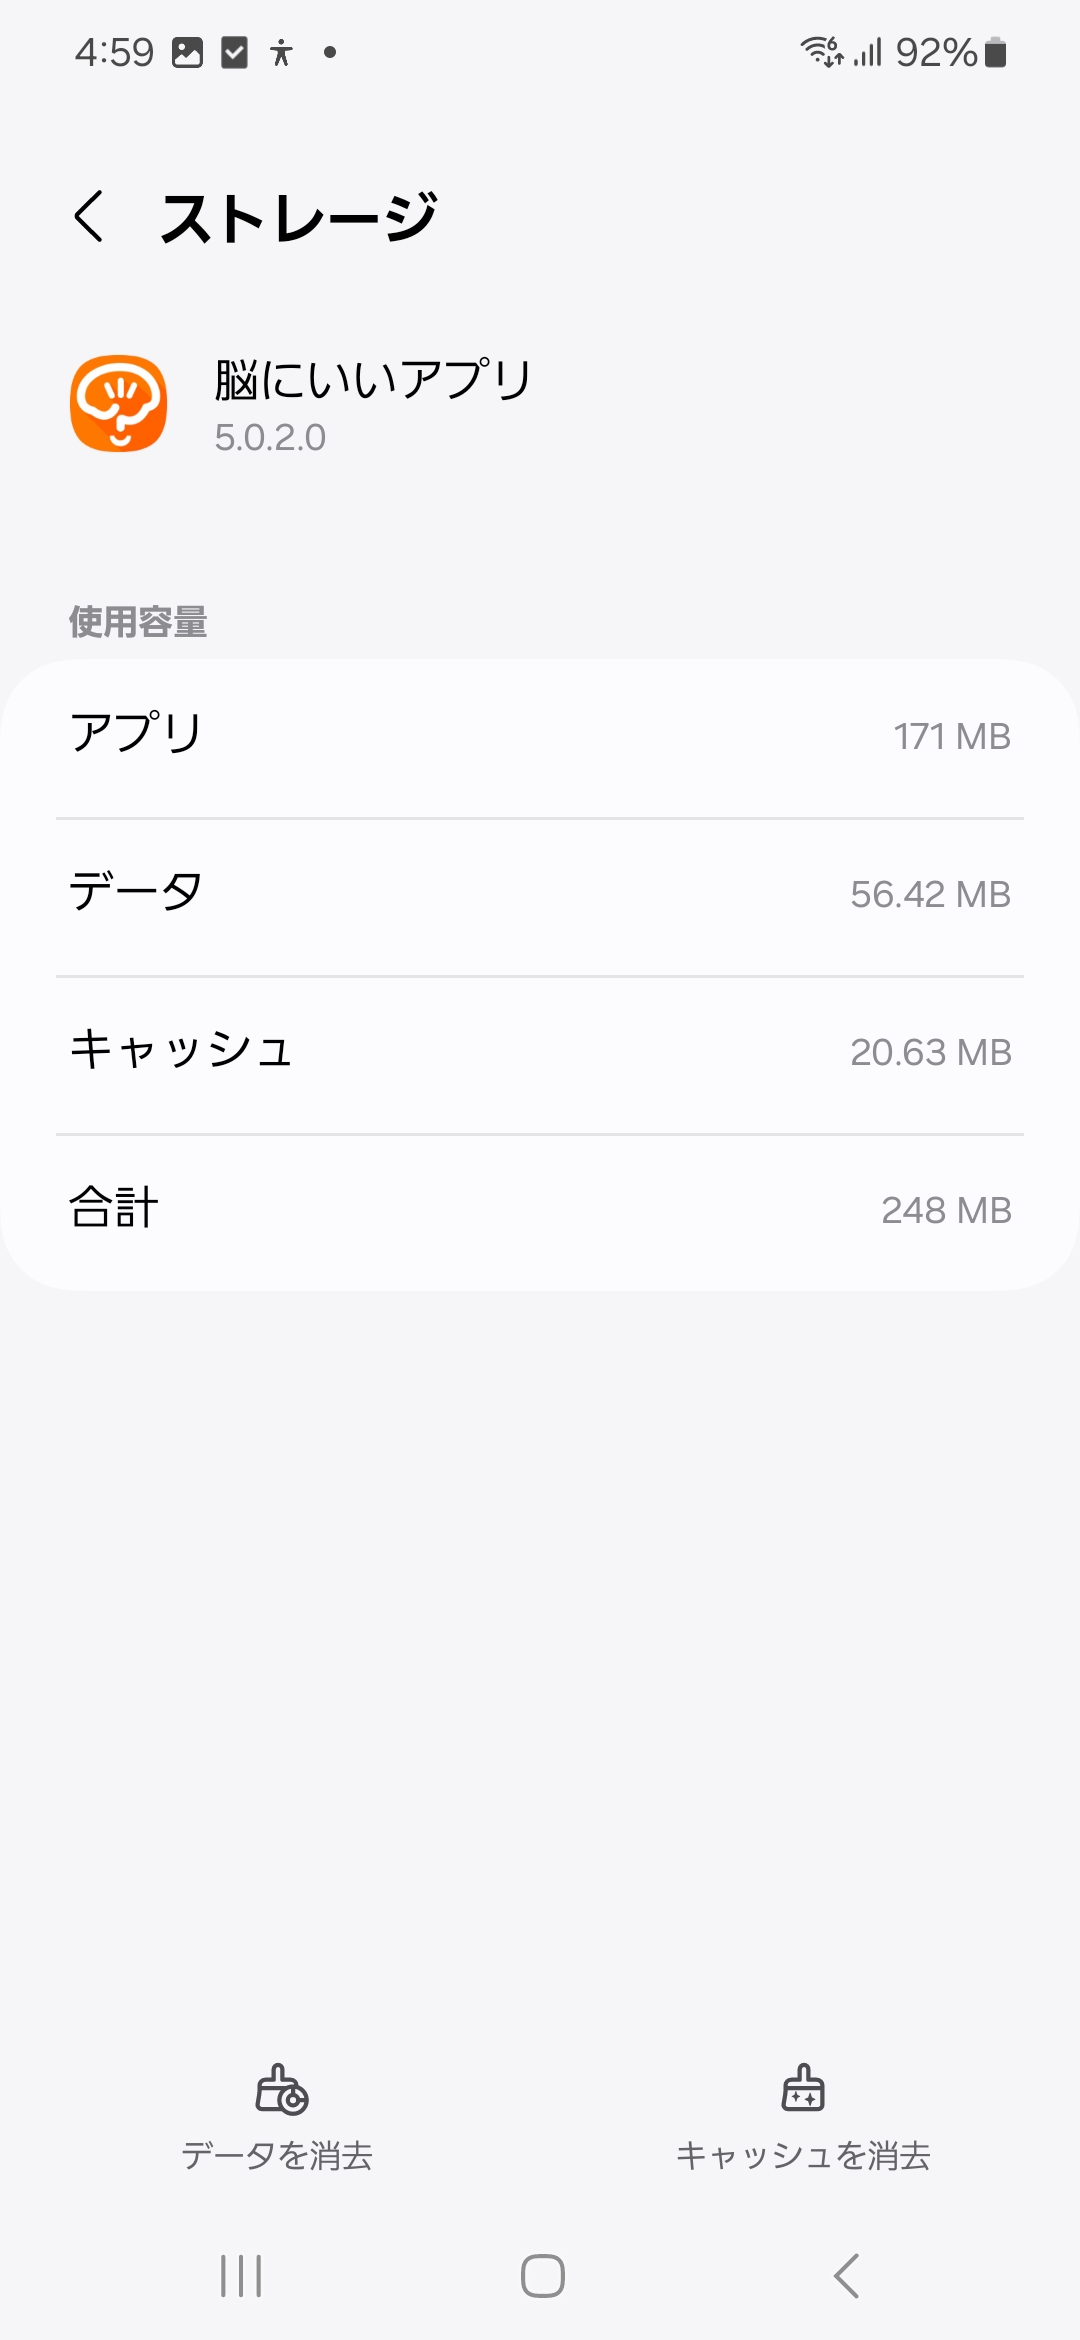 4:59
92%
ストレージ
脳にいいアプリ
5.0.2.0
使用容量
アプリ
171 MB
データ
56.42 MB
キャッシュ
20.63 MB
合計
248 MB
データを消去
キャッシュを消去